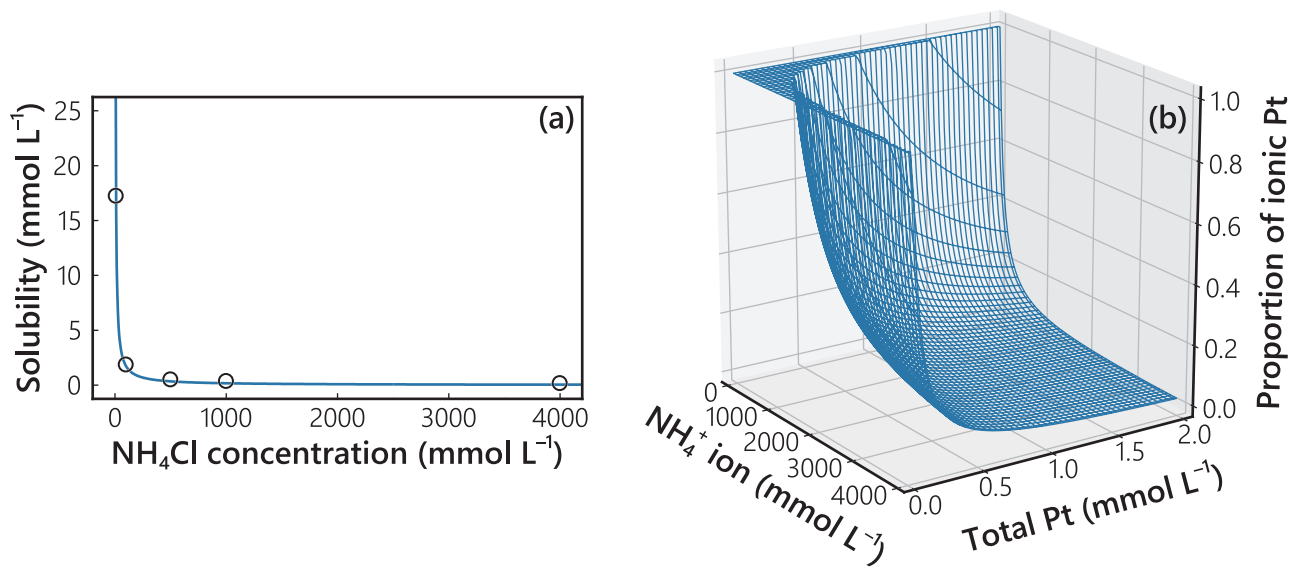 (a)
Solubility (mmol L⁻¹)
25
20
15
10
5
0
0 1000 2000 3000 4000
NH₄Cl concentration (mmol L⁻¹)
(b)
Proportion of ionic Pt
1.0
0.8
0.6
0.4
0.2
0.0
0
1000
2000
3000
4000
NH₄⁺ ion (mmol L⁻¹)
0.0
0.5
1.0
1.5
2.0
Total Pt (mmol L⁻¹)